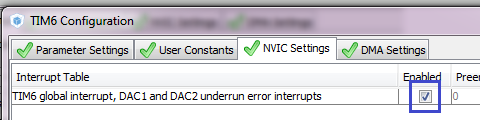 TIM6 Configuration
Parameter Settings User Constants NVIC Settings DMA Settings
Interrupt Table Enabled Preem
TIM6 global interrupt, DAC1 and DAC2 underrun error interrupts 0